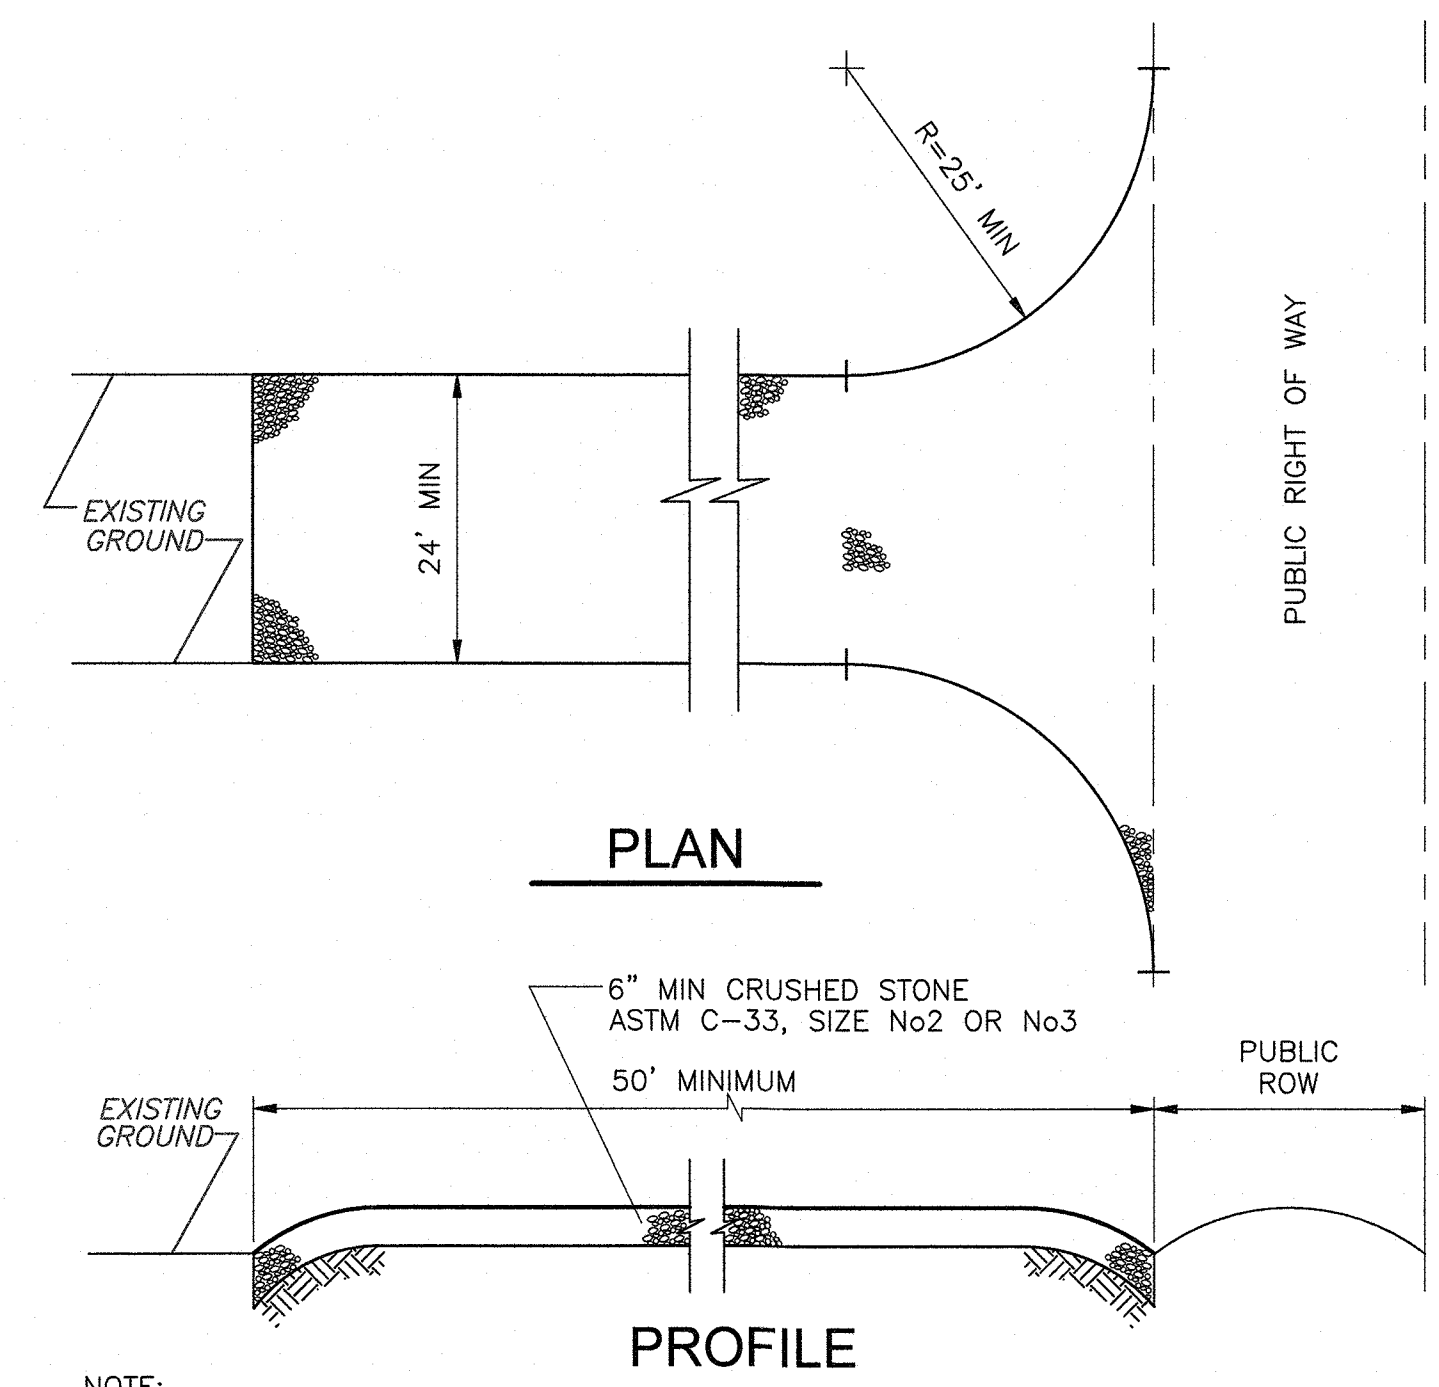 R=25' MIN
PUBLIC RIGHT OF WAY
24' MIN
EXISTING
GROUND
PLAN
6" MIN CRUSHED STONE
ASTM C-33, SIZE No2 OR No3
50' MINIMUM
PUBLIC
ROW
EXISTING
GROUND
PROFILE
NOTE: